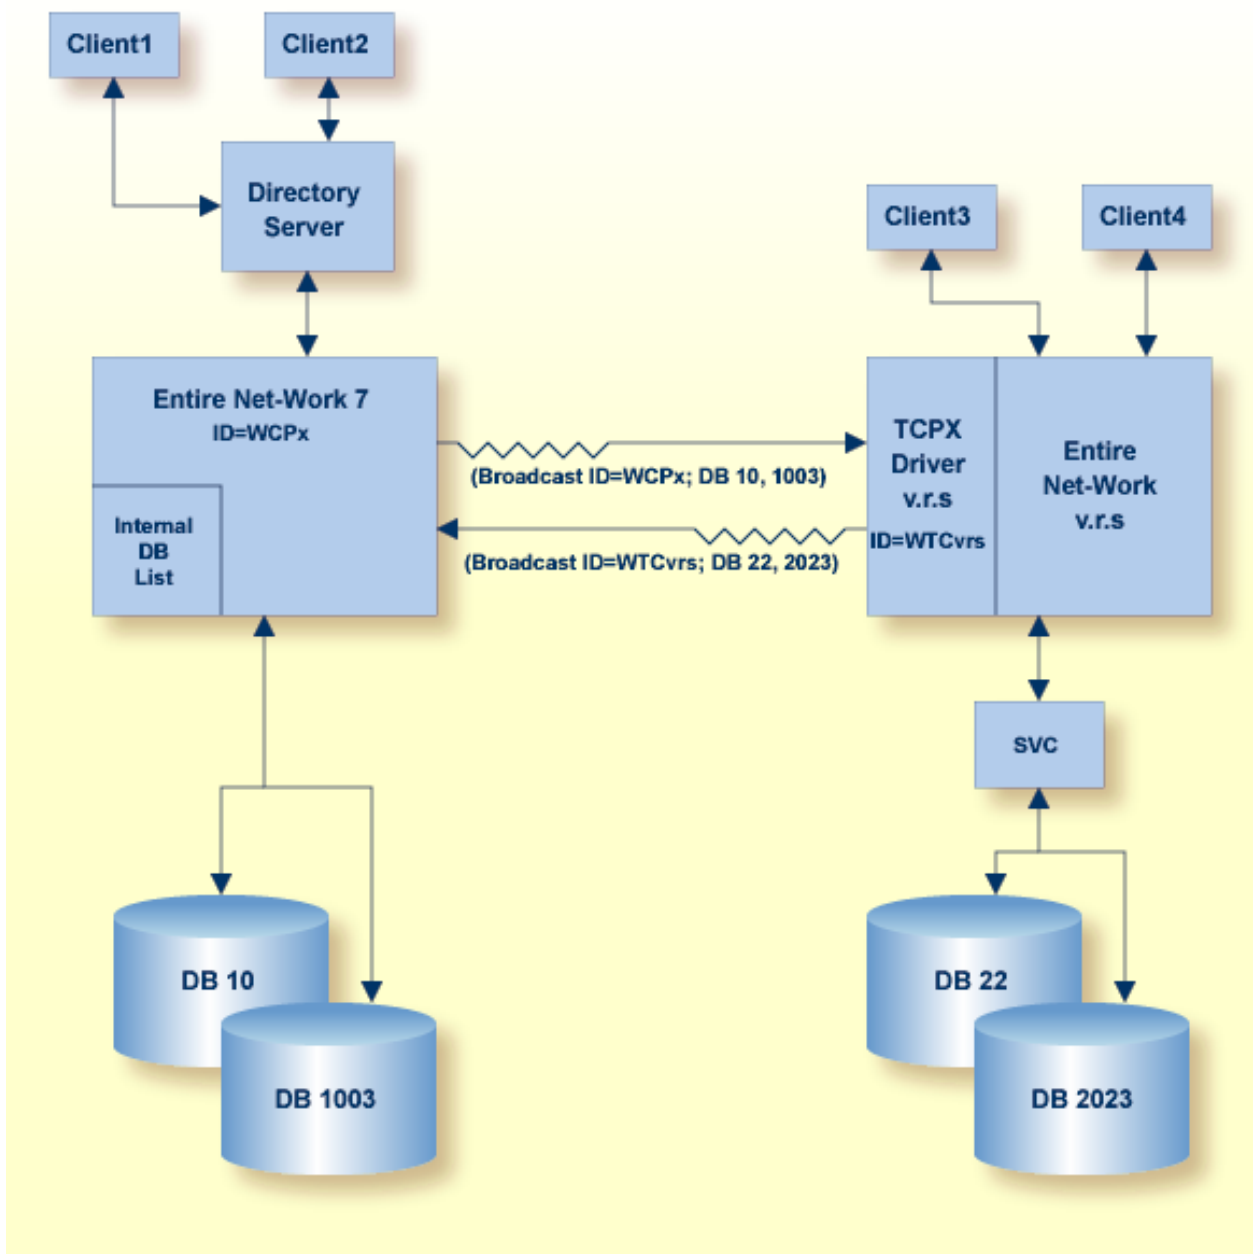 Client1
Client2
Directory
Server
Client3
Client4
Entire Net-Work 7
ID=WCPx
Internal
DB
List
(Broadcast ID=WCPx; DB 10, 1003)
(Broadcast ID=WTCvrs; DB 22, 2023)
TCPX
Driver
v.r.s
ID=WTCvrs
Entire
Net-Work
v.r.s
SVC
DB 10
DB 1003
DB 22
DB 2023